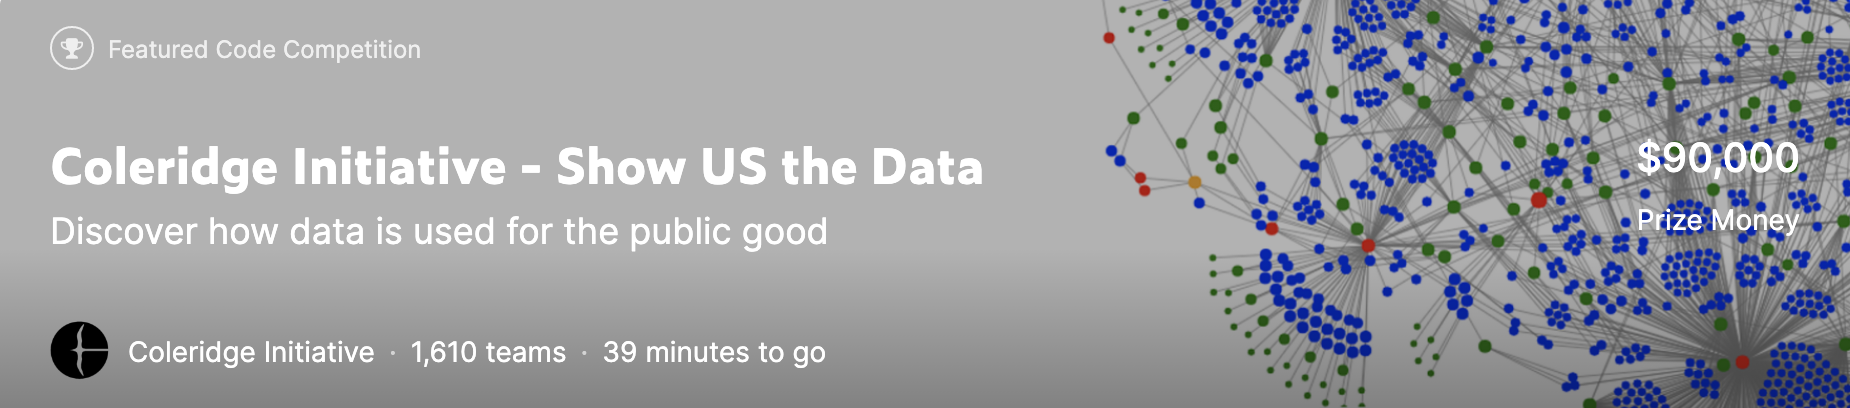 Featured Code Competition
Coleridge Initiative - Show US the Data
Discover how data is used for the public good
$90,000
Prize Money
Coleridge Initiative · 1,610 teams · 39 minutes to go